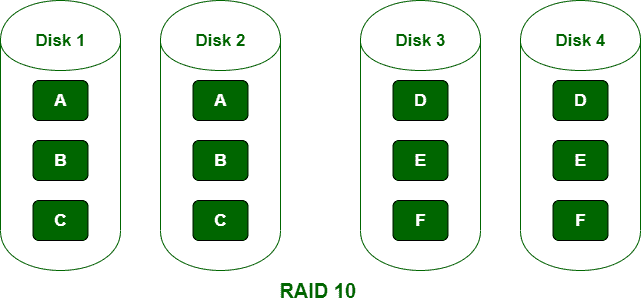 Disk 1 Disk 2 Disk 3 Disk 4
A A D D
B B E E
C C F F
RAID 10